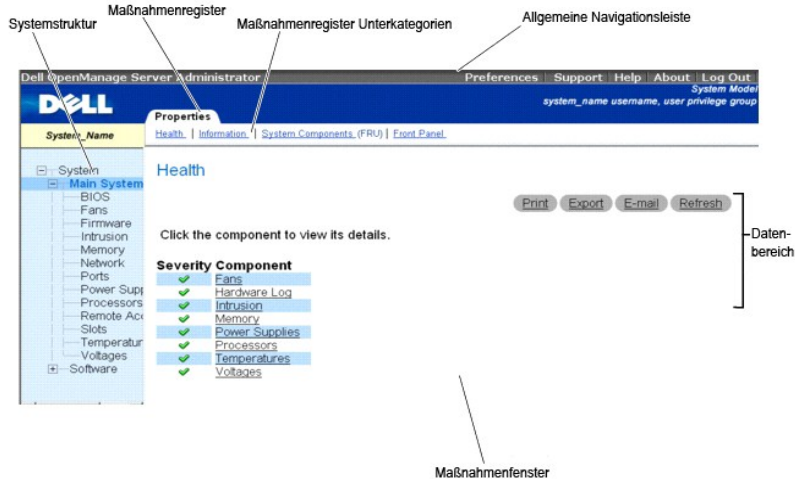 Maßnahmenregister
Allgemeine Navigationsleiste
Systemstruktur
Maßnahmenregister Unterkategorien
Dell OpenManage Server Administrator
Preferences | Support | Help | About | Log Out
System Model
DELL
system_name username, user privilege group
Properties
System_Name
Health | Information | System Components (FRU) | Front Panel
System
Main System
BIOS
Fans
Firmware
Intrusion
Memory
Network
Ports
Power Supp
Processors
Remote Acc
Slots
Temperatur
Voltages
Software
Health
Print Export E-mail Refresh
Daten-
bereich
Click the component to view its details.
Severity Component
Fans
Hardware Log
Intrusion
Memory
Power Supplies
Processors
Temperatures
Voltages
Maßnahmenfenster